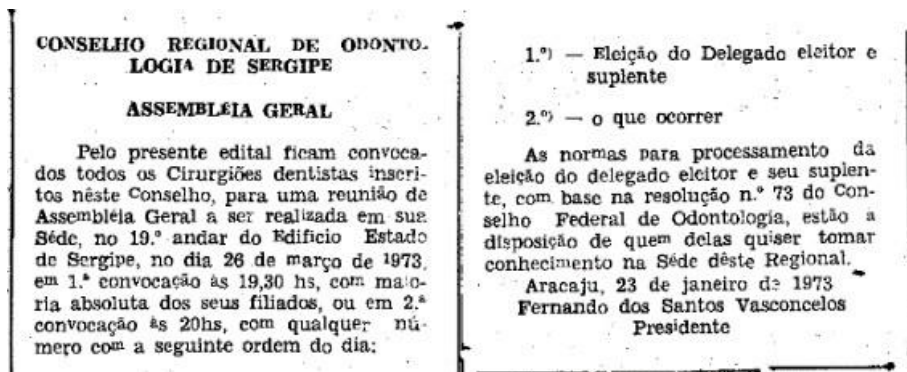 CONSELHO REGIONAL DE ODONTO-
LOGIA DE SERGIPE
ASSEMBLÉIA GERAL
Pelo presente edital ficam convoca-
dos todos os Cirurgiões dentistas inscri-
tos nêste Conselho, para uma reunião de
Assembléia Geral a ser realizada em sua
Séde, no 19.º andar do Edificio Estado
de Sergipe, no dia 26 de março de 1973,
em 1.ª convocação às 19,30 hs, com maio-
ria absoluta dos seus filiados, ou em 2.ª
convocação às 20hs, com qualquer nú-
mero com a seguinte ordem do dia:
1.º) — Eleição do Delegado eleitor e
suplente
2.º) — o que ocorrer
As normas para processamento da
eleição do delegado eleitor e seu suplen-
te, com base na resolução n.º 73 do Con-
selho Federal de Odontologia, estão a
disposição de quem delas quiser tomar
conhecimento na Séde dêste Regional.
Aracaju, 23 de janeiro de 1973
Fernando dos Santos Vasconcelos
Presidente